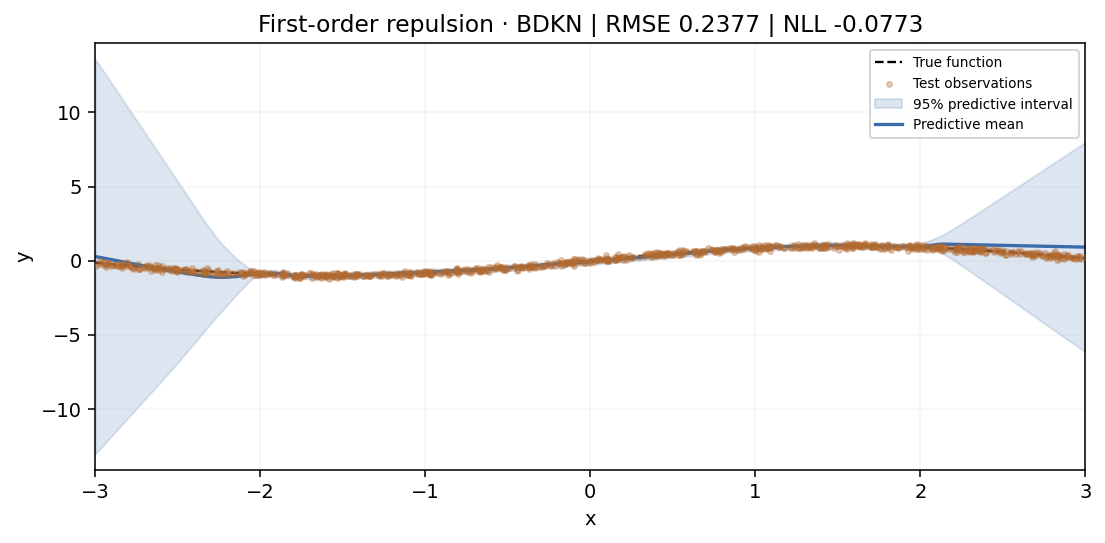 First-order repulsion · BDKN | RMSE 0.2377 | NLL -0.0773
True function
Test observations
95% predictive interval
Predictive mean
10
5
0
−5
−10
y
−3 −2 −1 0 1 2 3
x